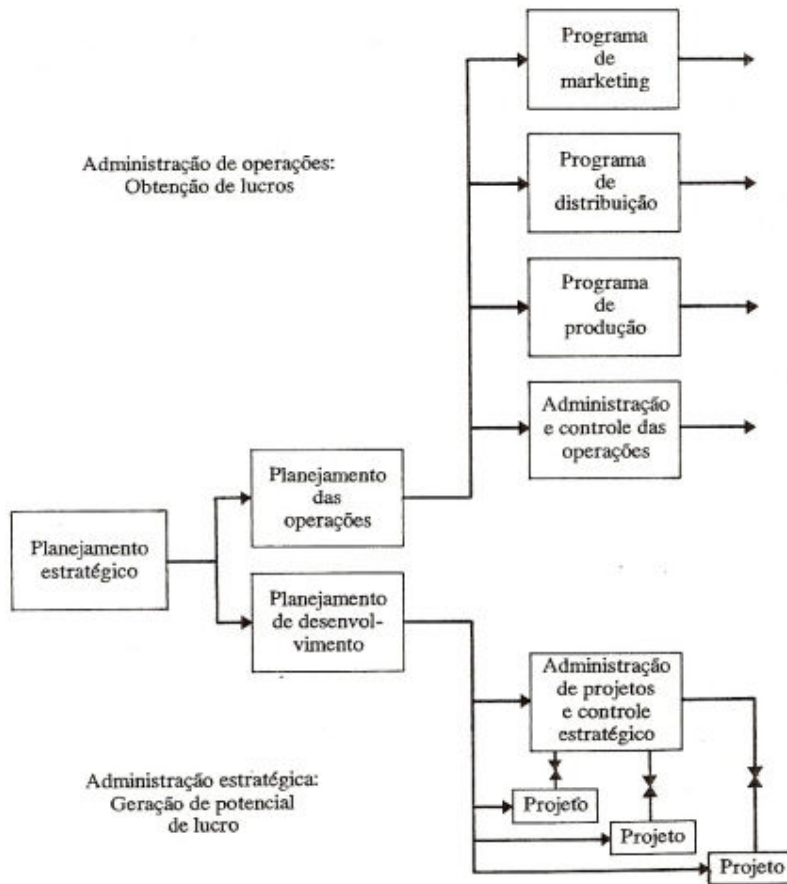 Programa
de
marketing
Administração de operações:
Obtenção de lucros
Programa
de
distribuição
Programa
de
produção
Administração
e controle das
operações
Planejamento
das
operações
Planejamento
estratégico
Planejamento
de desenvol-
vimento
Administração
de projetos
e controle
estratégico
Administração estratégica:
Geração de potencial
de lucro
Projeto
Projeto
Projeto